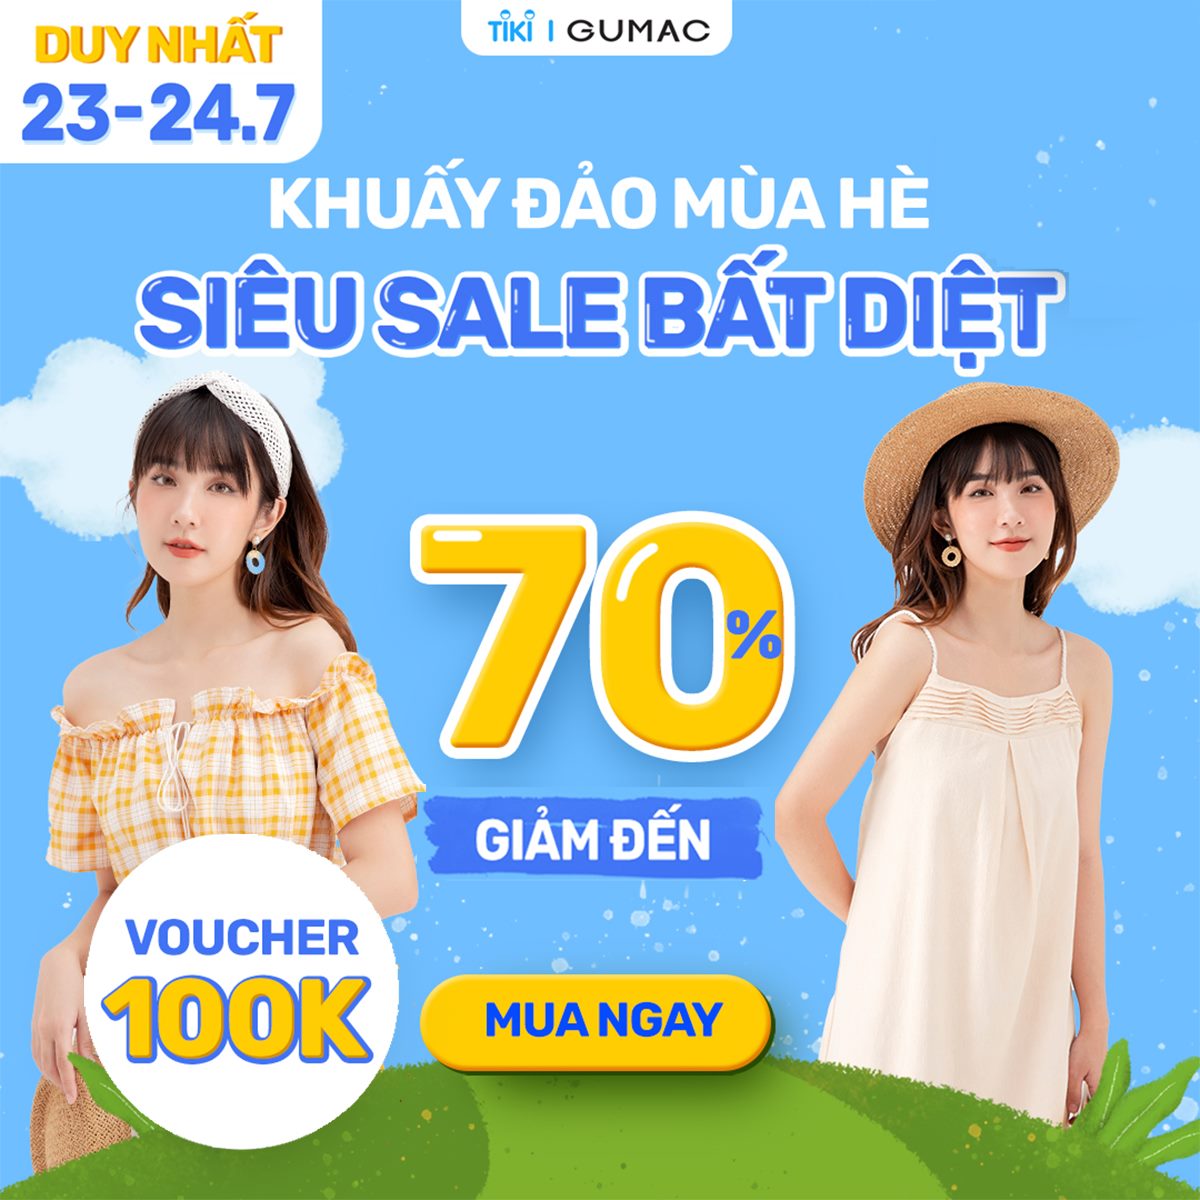 TIKI | GUMAC
DUY NHẤT
23-24.7
KHUẤY ĐẢO MÙA HÈ
SIÊU SALE BẤT DIỆT
70%
GIẢM ĐẾN
VOUCHER
100K
MUA NGAY